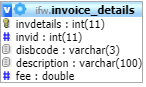 ifw.invoice_details
invdetails : int(11)
invid : int(11)
disbcode : varchar(3)
description : varchar(100)
fee : double